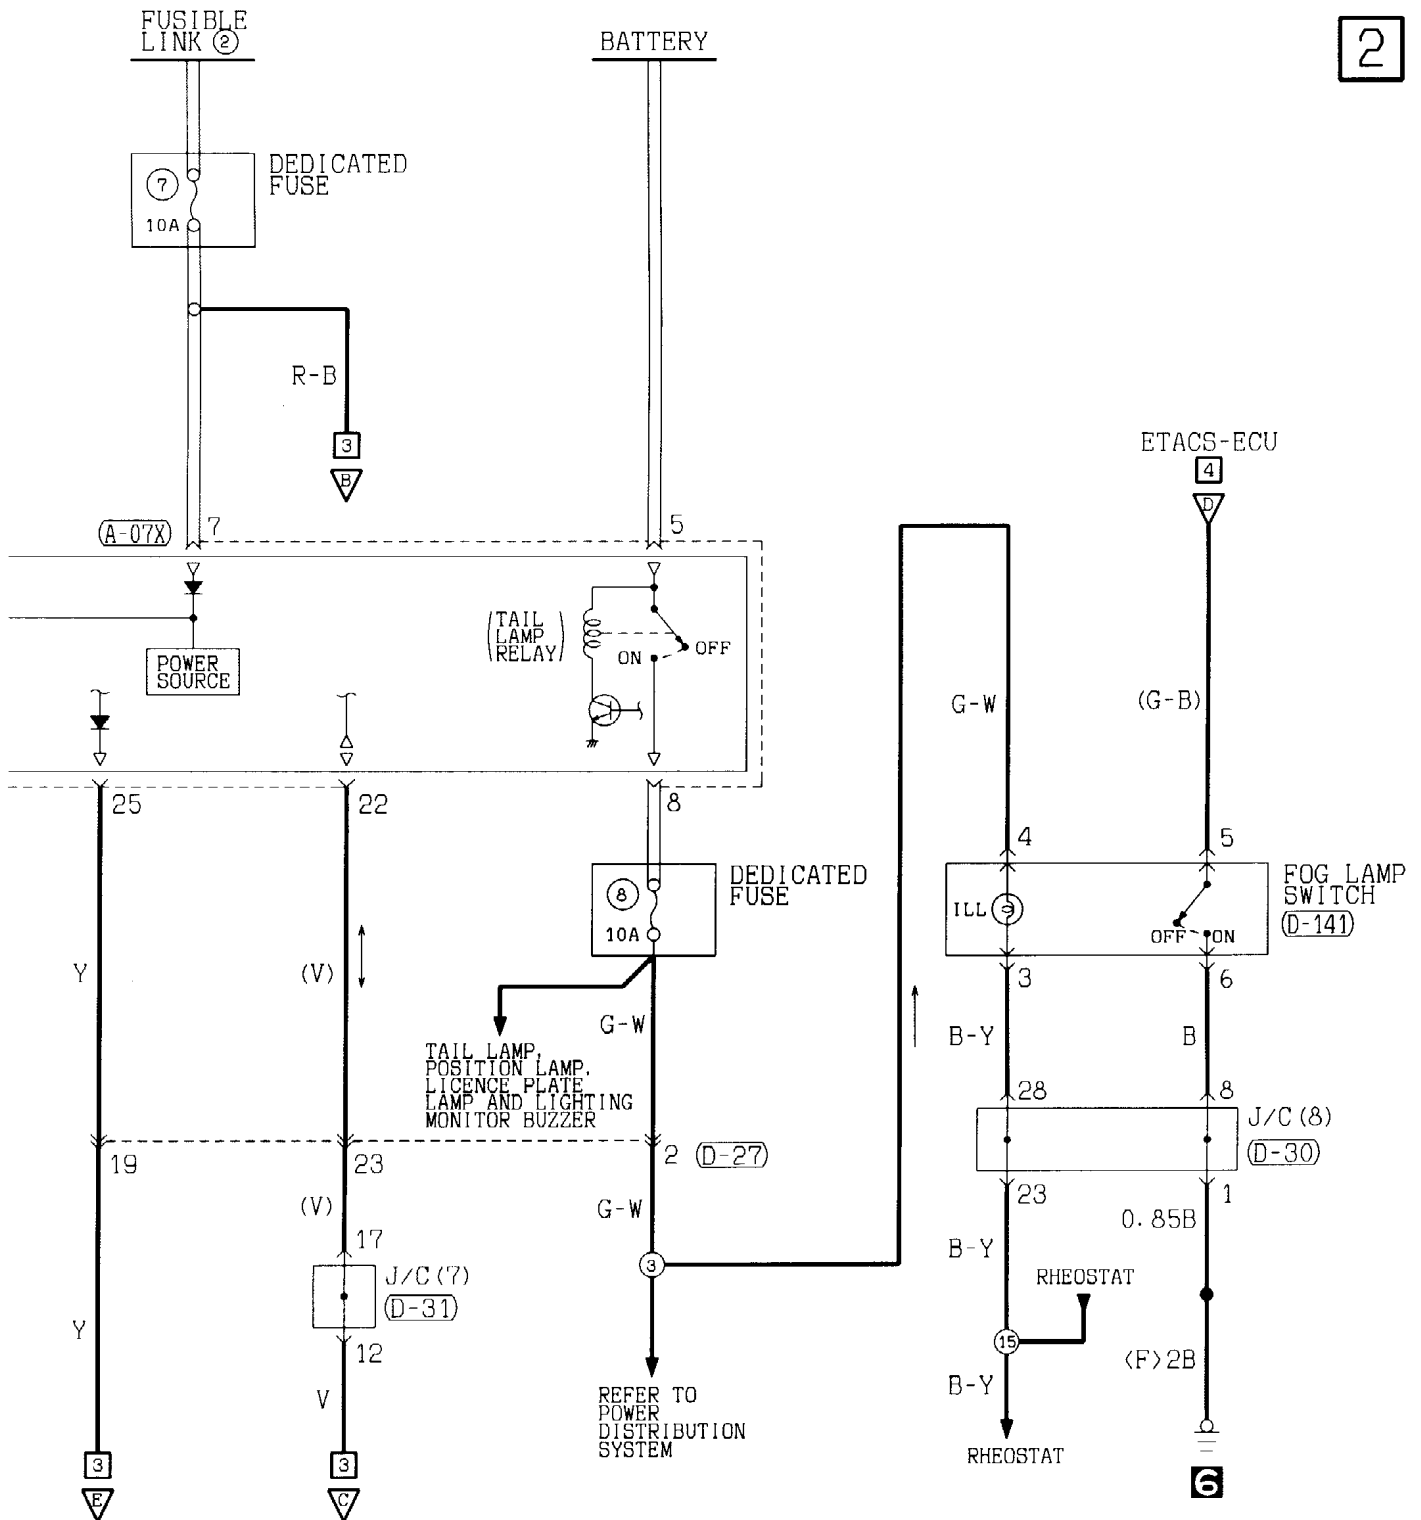 FUSIBLE
LINK ②
BATTERY
2
DEDICATED
FUSE
7
10A
R-B
3
B
ETACS-ECU
4
D
(A-07X)
7
5
(TAIL
LAMP
RELAY)
OFF
ON
POWER
SOURCE
G-W
(G-B)
25
22
8
4
5
DEDICATED
FUSE
8
10A
FOG LAMP
SWITCH
(D-141)
ILL
OFF
ON
3
6
Y
(V)
G-W
B-Y
B
TAIL LAMP,
POSITION LAMP,
LICENCE PLATE
LAMP AND LIGHTING
MONITOR BUZZER
28
8
J/C(8)
(D-30)
19
23
2
(D-27)
23
1
(V)
G-W
0.85B
17
B-Y
J/C(7)
(D-31)
3
RHEOSTAT
Y
12
15
<F>2B
V
B-Y
REFER TO
POWER
DISTRIBUTION
SYSTEM
RHEOSTAT
3
3
6
E
C